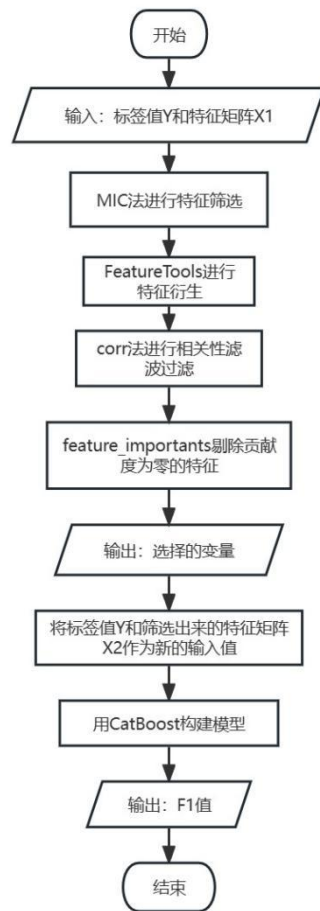 开始
输入：标签值Y和特征矩阵X1
MIC法进行特征筛选
FeatureTools进行
特征衍生
corr法进行相关性滤
波过滤
feature_importants剔除贡献
度为零的特征
输出：选择的变量
将标签值Y和筛选出来的特征矩阵
X2作为新的输入值
用CatBoost构建模型
输出：F1值
结束